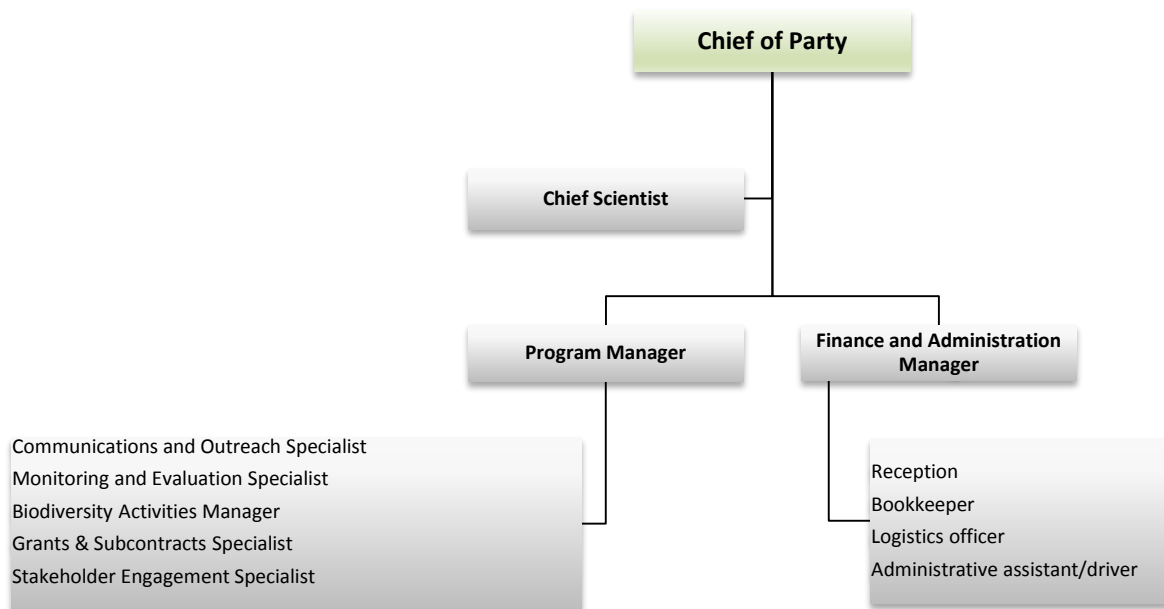 Chief of Party
Chief Scientist
Program Manager
Finance and Administration
Manager
Communications and Outreach Specialist
Monitoring and Evaluation Specialist
Biodiversity Activities Manager
Grants & Subcontracts Specialist
Stakeholder Engagement Specialist
Reception
Bookkeeper
Logistics officer
Administrative assistant/driver